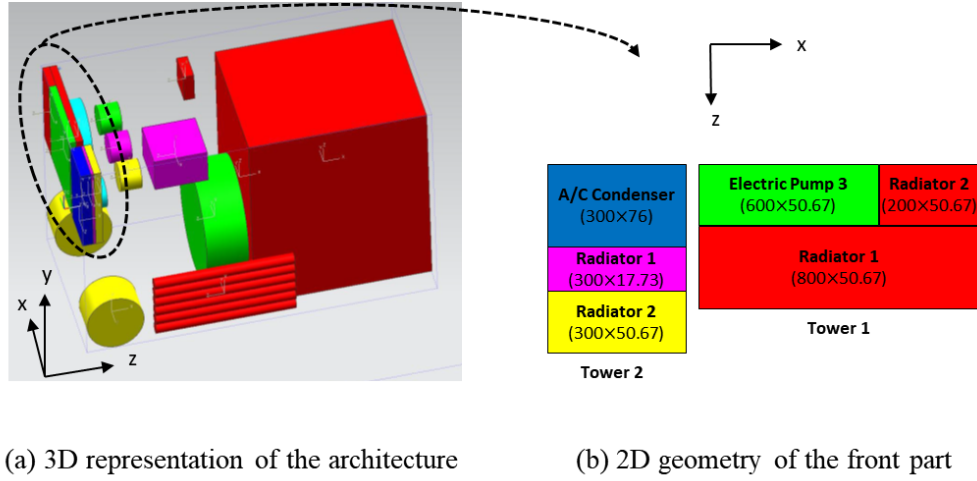 x
z
A/C Condenser
(300×76)
Radiator 1
(300×17.73)
Radiator 2
(300×50.67)
Tower 2
Electric Pump 3
(600×50.67)
Radiator 2
(200×50.67)
Radiator 1
(800×50.67)
Tower 1
y
x
z
(a) 3D representation of the architecture
(b) 2D geometry of the front part